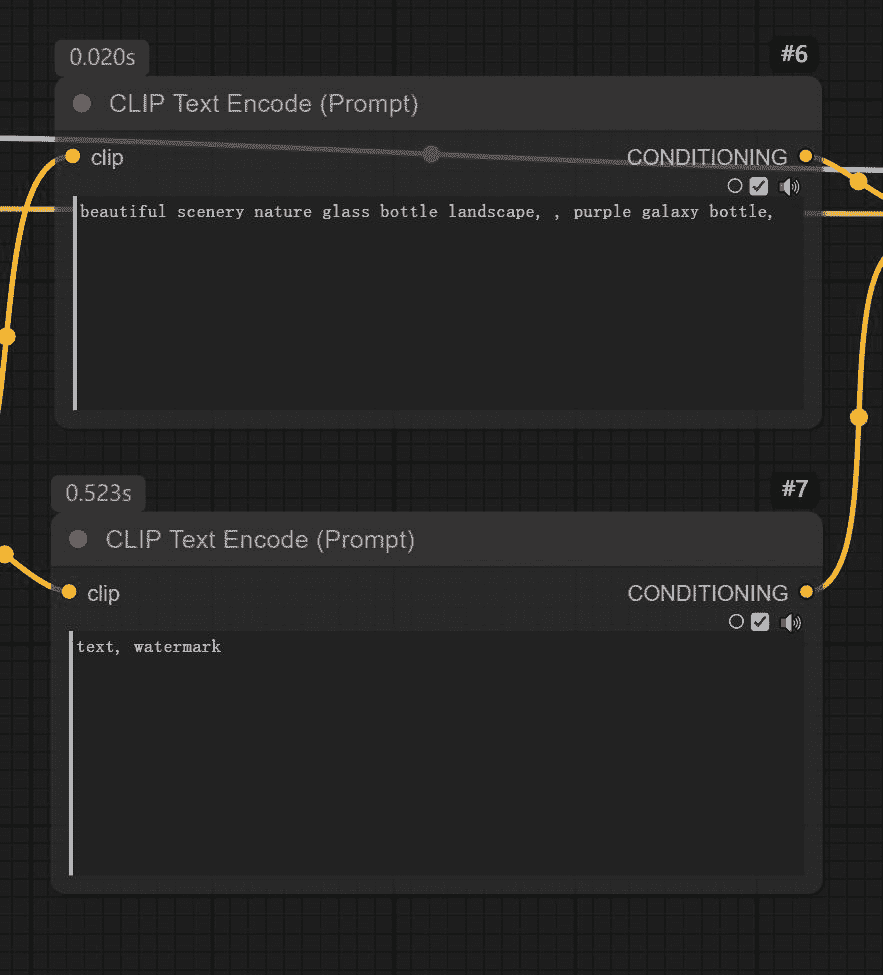 0.020s
#6
CLIP Text Encode (Prompt)
clip
CONDITIONING
beautiful scenery nature glass bottle landscape, , purple galaxy bottle,
0.523s
#7
CLIP Text Encode (Prompt)
clip
CONDITIONING
text, watermark